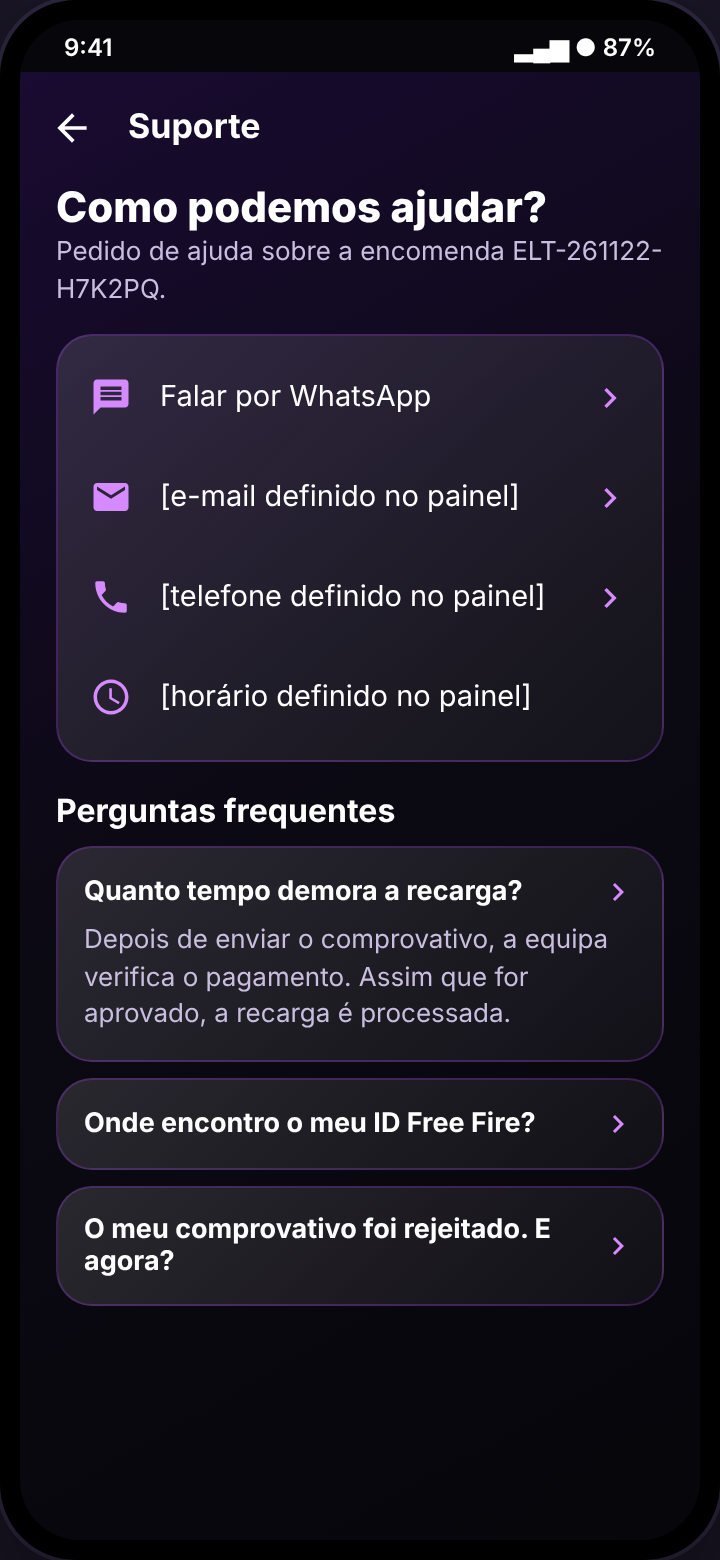 9:41
87%
Suporte
Como podemos ajudar?
Pedido de ajuda sobre a encomenda ELT-261122-
H7K2PQ.
Falar por WhatsApp
[e-mail definido no painel]
[telefone definido no painel]
[horário definido no painel]
Perguntas frequentes
Quanto tempo demora a recarga?
Depois de enviar o comprovativo, a equipa
verifica o pagamento. Assim que for
aprovado, a recarga é processada.
Onde encontro o meu ID Free Fire?
O meu comprovativo foi rejeitado. E
agora?